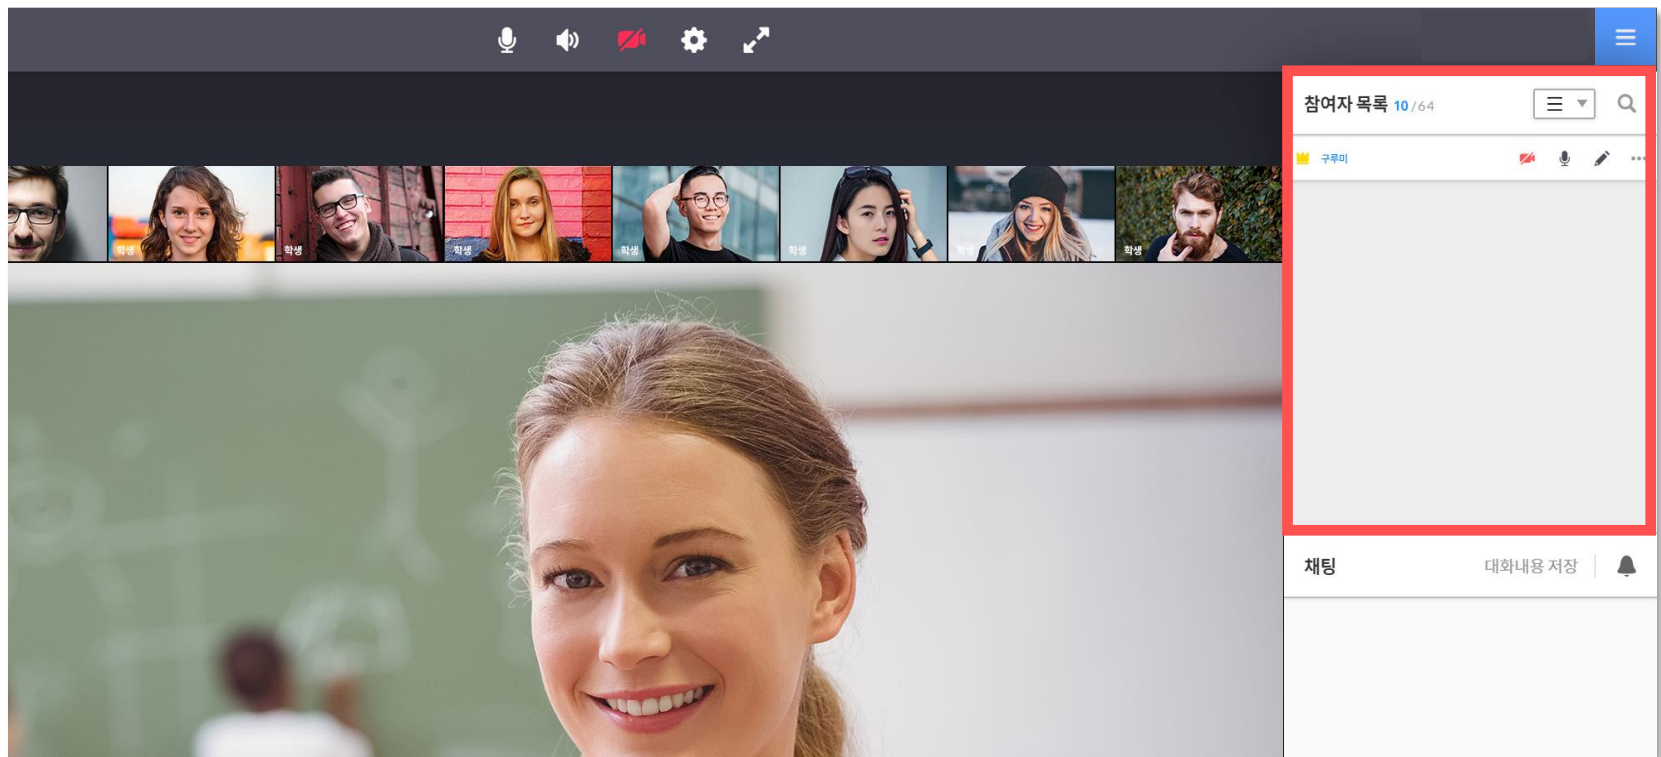 참여자 목록 10/64
구루미
학생 학생 학생 학생 학생 학생 학생
채팅 대화내용 저장